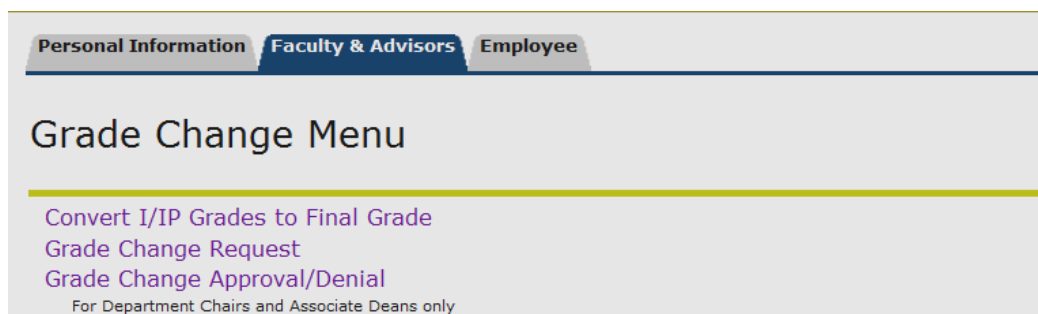 Personal Information Faculty & Advisors Employee
Grade Change Menu
Convert I/IP Grades to Final Grade
Grade Change Request
Grade Change Approval/Denial
For Department Chairs and Associate Deans only